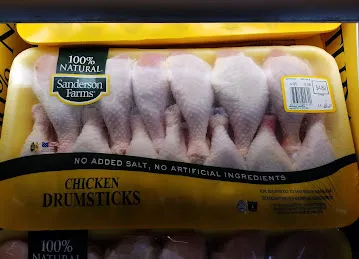 100%
NATURAL
Sanderson
Farms
NO ADDED SALT, NO ARTIFICIAL INGREDIENTS
CHICKEN
DRUMSTICKS
100%
NATURAL